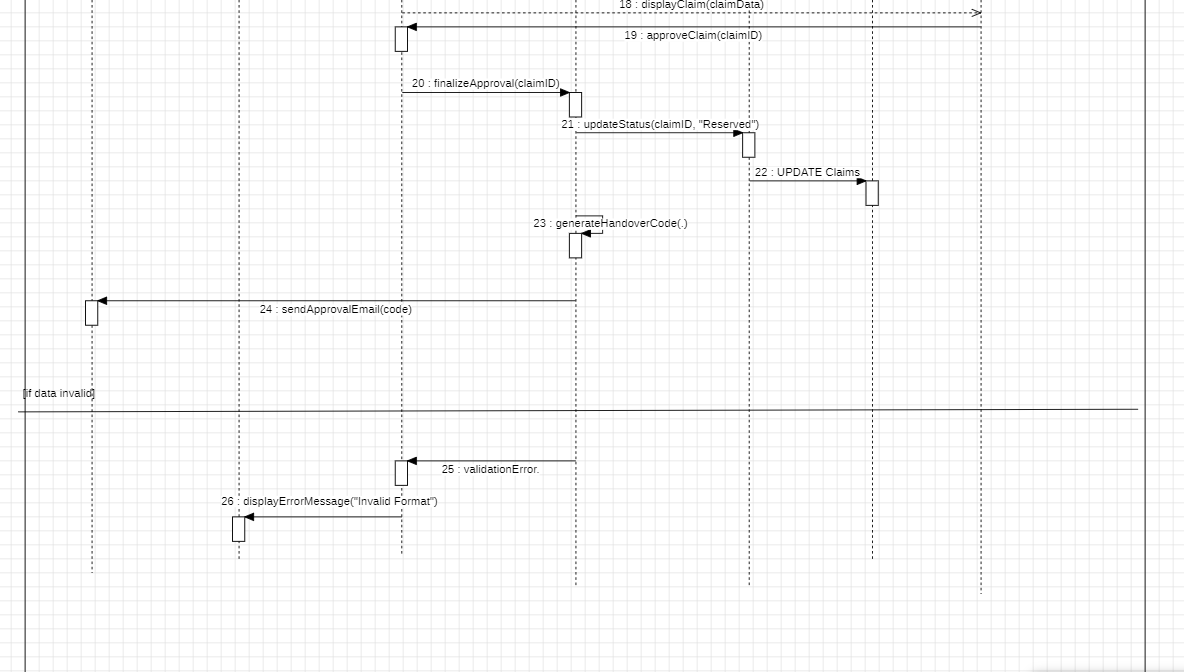 18 : displayClaim(claimData)
19 : approveClaim(claimID)
20 : finalizeApproval(claimID)
21 : updateStatus(claimID, "Reserved")
22 : UPDATE Claims
23 : generateHandoverCode(.)
24 : sendApprovalEmail(code)
[if data invalid]
25 : validationError.
26 : displayErrorMessage("Invalid Format")